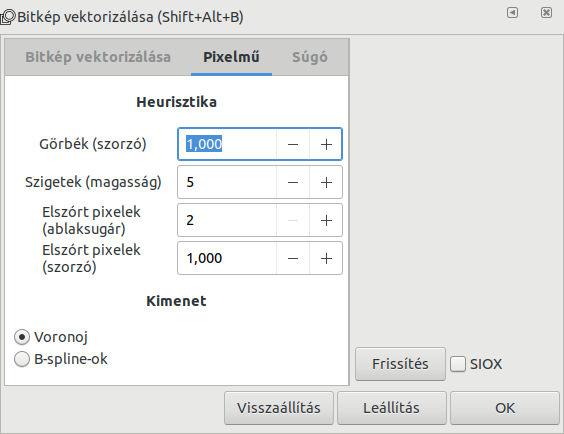 Bitkép vektorizálása (Shift+Alt+B)
Bitkép vektorizálása Pixelmű Súgó
Heurisztika
Görbék (szorzó) 1,000
Szigetek (magasság) 5
Elszórt pixelek
(ablaksugár) 2
Elszórt pixelek
(szorzó) 1,000
Kimenet
Voronoj
B-spline-ok
Frissítés SIOX
Visszaállítás Leállítás OK